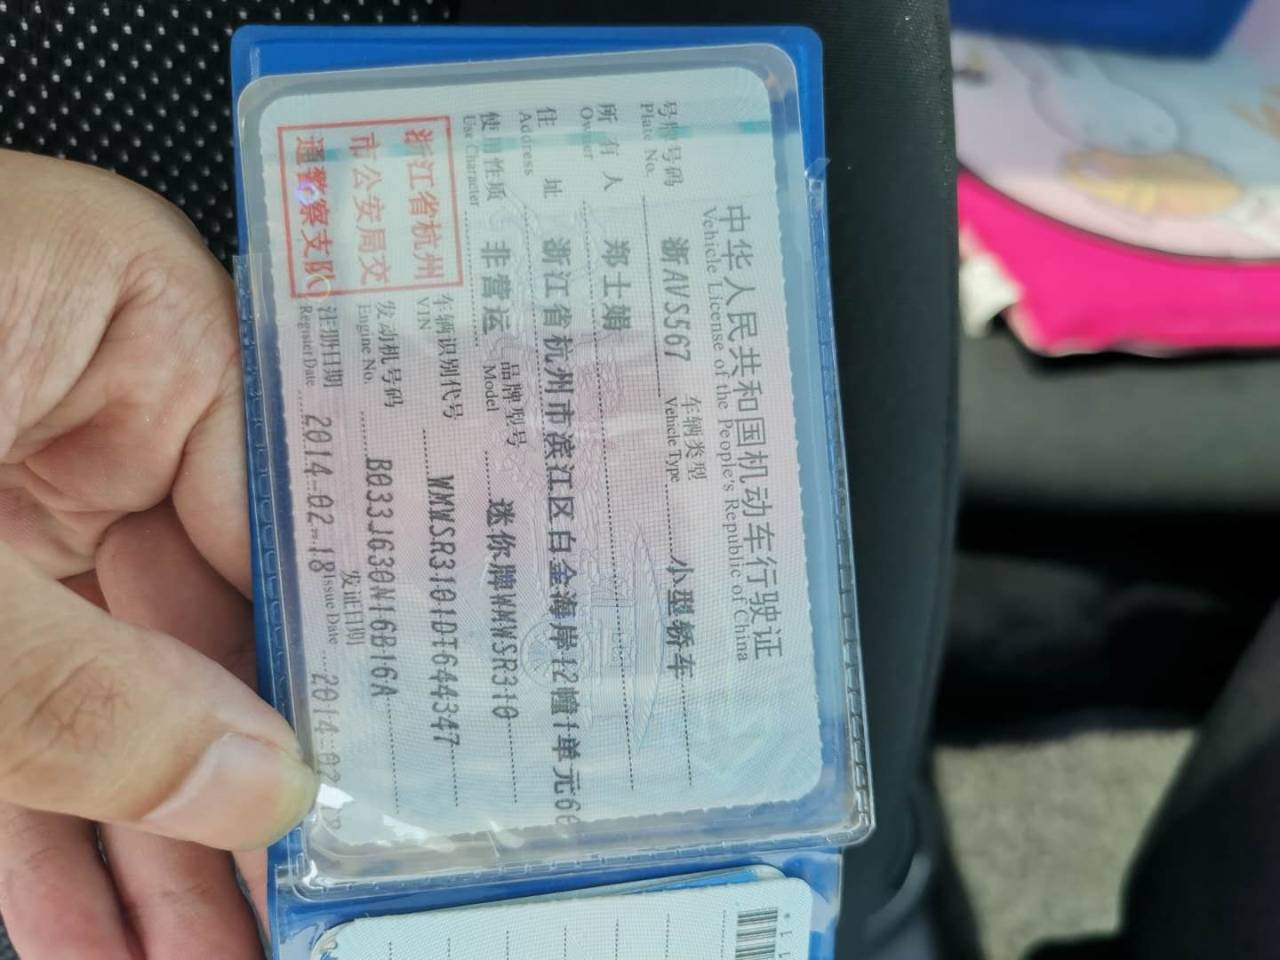 中华人民共和国机动车行驶证
Vehicle License of the People's Republic of China
号牌号码 浙AVS567 车辆类型 小型轿车
Plate No. Vehicle Type
所有人 郑士娟
Owner
住址 浙江省杭州市滨江区白金海岸12幢1单元60
Address
使用性质 非营运 品牌型号 迷你牌WMWSR310
Use Character Model
浙江省杭州
市公安局交
通警察支队
车辆识别代号 WMWSR3101DT644347
VIN
发动机号码 B033J630N16B16A
Engine No.
注册日期 2014-02-18 发证日期 2014-02
Register Date Issue Date